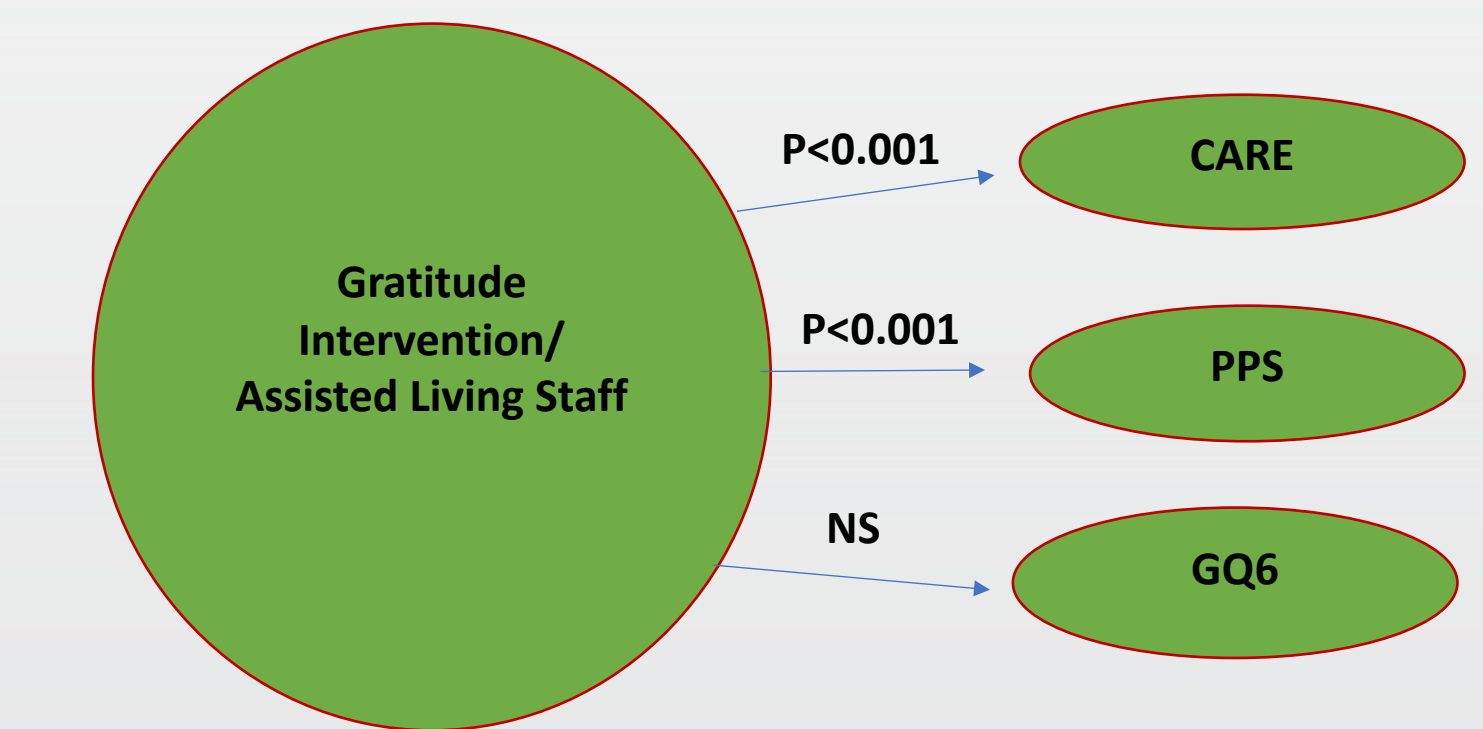 P<0.001
CARE
Gratitude
Intervention/
Assisted Living Staff
P<0.001
PPS
NS
GQ6